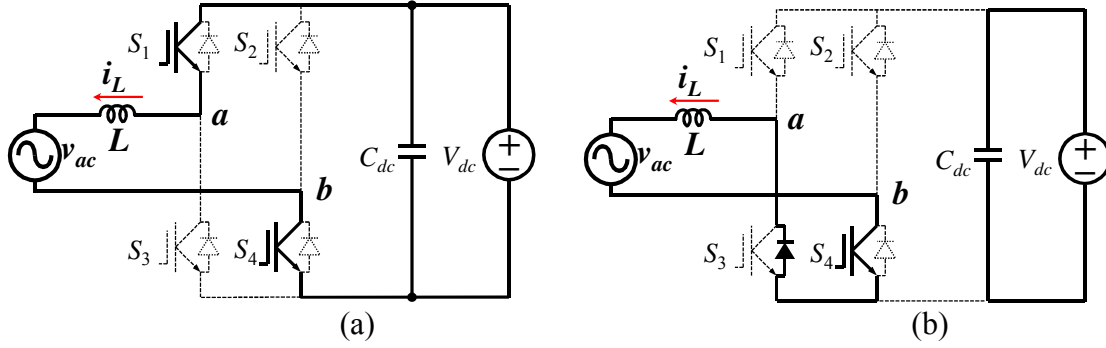 S1 S2
iL
a
L
vac
Cdc Vdc
b
S3 S4
(a)
S1 S2
iL
a
L
vac
Cdc Vdc
b
S3 S4
(b)